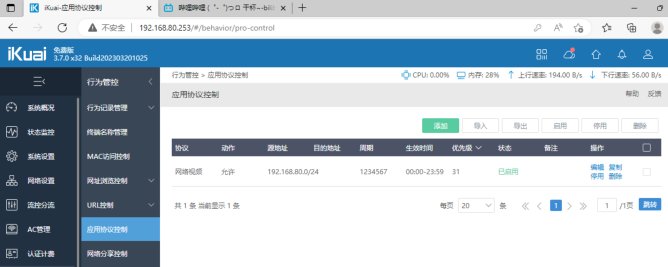 iKuai-应用协议控制
哔哩哔哩 (゜-゜)つロ 干杯~-bili
不安全 192.168.80.253/#/behavior/pro-control
iKuai 免费版
3.7.0 x32 Build202303201025
行为管控
行为管控 > 应用协议控制
CPU: 0.00% 内存: 28% 上行速率: 194.00 B/s 下行速率: 56.00 B/s
应用协议控制 帮助 反馈
系统概况
状态监控
系统设置
网络设置
流控分流
AC管理
认证计费
行为记录管理
终端名称管理
MAC访问控制
网址浏览控制
URL控制
应用协议控制
网络分享控制
添加 导入 导出 启用 停用 删除
协议 动作 源地址 目的地址 周期 生效时间 优先级 状态 备注 操作
网络视频 允许 192.168.80.0/24 1234567 00:00-23:59 31 已启用 编辑 复制
停用 删除
共 1 条 当前显示 1 条 每页 20 条 1 1 /1页 跳转